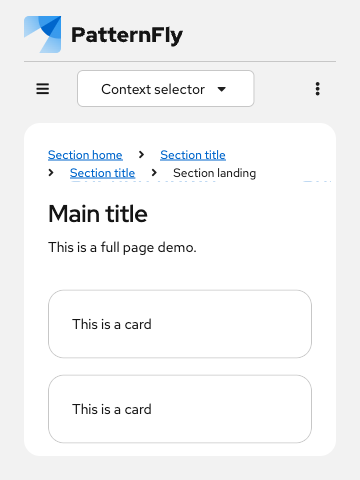 PatternFly
Context selector
Section home > Section title
> Section title > Section landing
Main title
This is a full page demo.
This is a card
This is a card